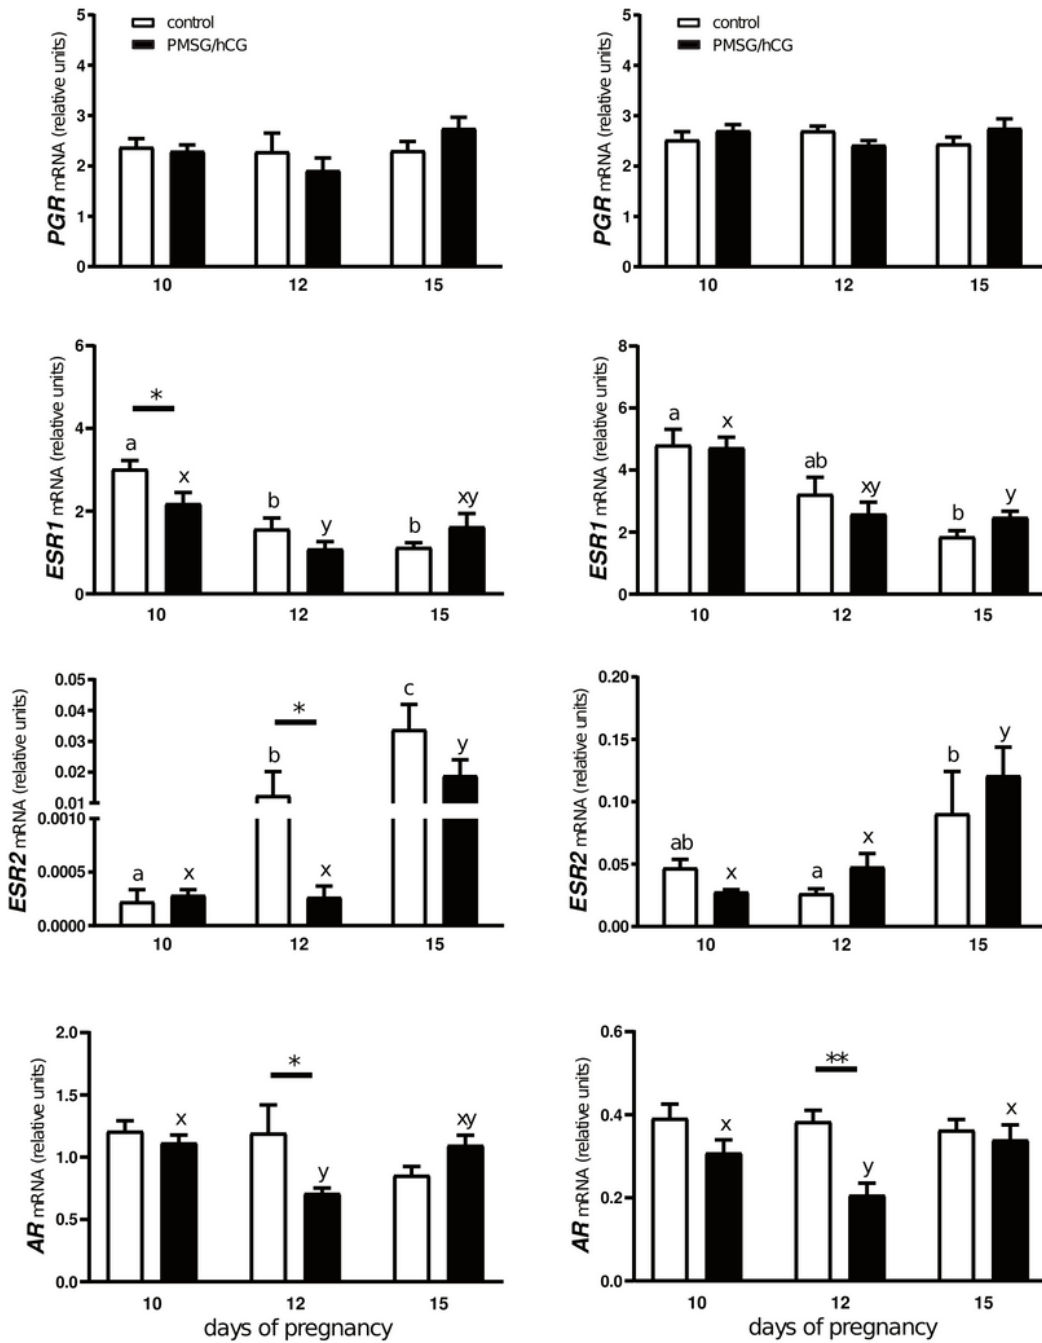 control
PMSG/hCG
PGR mRNA (relative units)
5
4
3
2
1
0
10 12 15
control
PMSG/hCG
PGR mRNA (relative units)
5
4
3
2
1
0
10 12 15
ESR1 mRNA (relative units)
6
4
2
0
*
a x b y b xy
10 12 15
ESR1 mRNA (relative units)
8
6
4
2
0
a x ab xy b y
10 12 15
ESR2 mRNA (relative units)
0.05
0.04
0.03
0.02
0.01
0.0010
0.0005
0.0000
*
a x b x c y
10 12 15
ESR2 mRNA (relative units)
0.20
0.15
0.10
0.05
0.00
ab x a x b y
10 12 15
AR mRNA (relative units)
2.0
1.5
1.0
0.5
0.0
*
x y xy
10 12 15
days of pregnancy
AR mRNA (relative units)
0.6
0.4
0.2
0.0
**
x y x
10 12 15
days of pregnancy